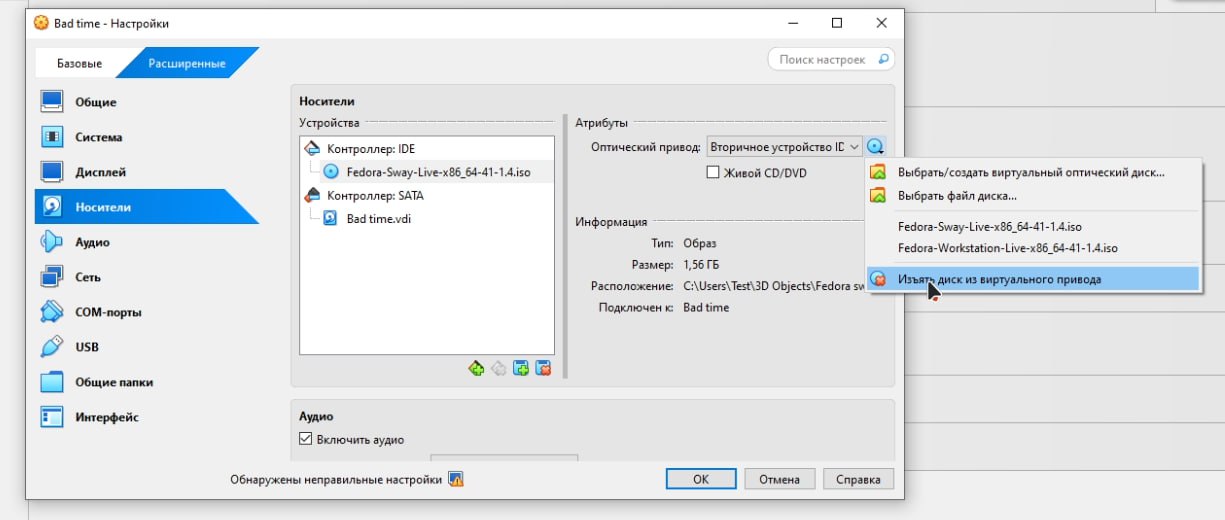 Bad time - Настройки
Базовые
Расширенные
Поиск настроек
Общие
Система
Дисплей
Носители
Аудио
Сеть
COM-порты
USB
Общие папки
Интерфейс
Носители
Устройства
Контроллер: IDE
Fedora-Sway-Live-x86_64-41-1.4.iso
Контроллер: SATA
Bad time.vdi
Атрибуты
Оптический привод: Вторичное устройство ID
Живой CD/DVD
Информация
Тип: Образ
Размер: 1,56 ГБ
Расположение: C:\Users\Test\3D Objects\Fedora sw
Подключен к: Bad time
Выбрать/создать виртуальный оптический диск...
Выбрать файл диска...
Fedora-Sway-Live-x86_64-41-1.4.iso
Fedora-Workstation-Live-x86_64-41-1.4.iso
Изъять диск из виртуального привода
Аудио
Включить аудио
Обнаружены неправильные настройки
OK
Отмена
Справка